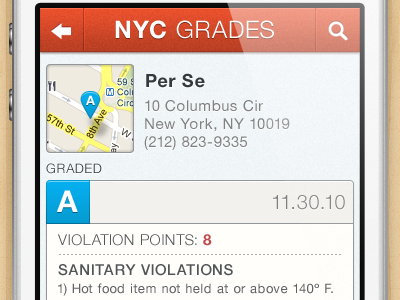 NYC GRADES
59 S
Colu
Circ
M
A
57th St
8th Ave
W
Per Se
10 Columbus Cir
New York, NY 10019
(212) 823-9335
GRADED
A
11.30.10
VIOLATION POINTS: 8
SANITARY VIOLATIONS
1) Hot food item not held at or above 140º F.